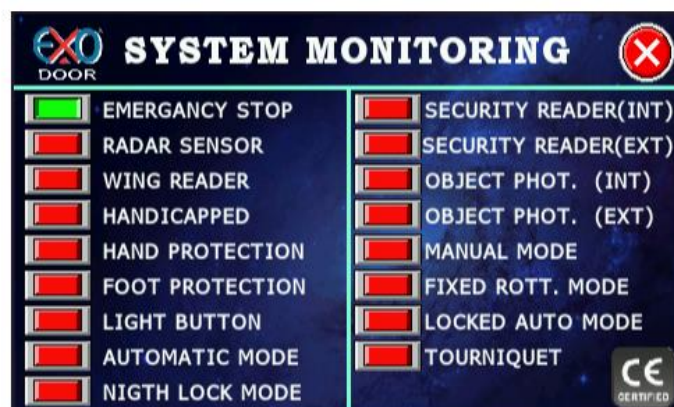 EXO
DOOR
SYSTEM MONITORING
EMERGANCY STOP
RADAR SENSOR
WING READER
HANDICAPPED
HAND PROTECTION
FOOT PROTECTION
LIGHT BUTTON
AUTOMATIC MODE
NIGTH LOCK MODE
SECURITY READER(INT)
SECURITY READER(EXT)
OBJECT PHOT. (INT)
OBJECT PHOT. (EXT)
MANUAL MODE
FIXED ROTT. MODE
LOCKED AUTO MODE
TOURNIQUET
CE
CERTIFIED